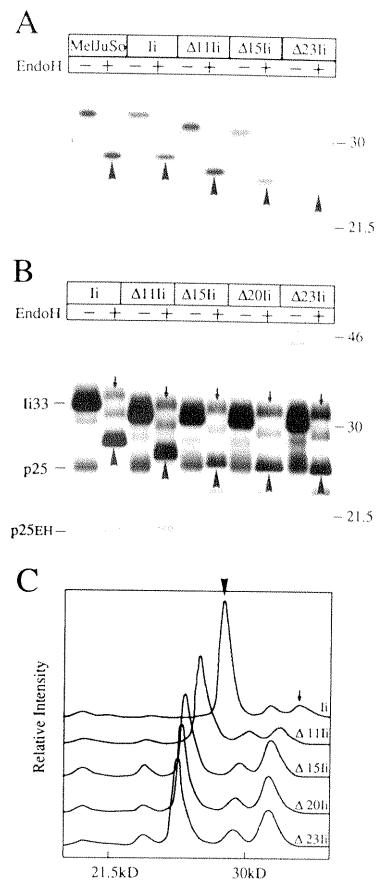 A
MelJuSo Ii Δ11Ii Δ15Ii Δ23Ii
EndoH − + − + − + − + − +
- 30
- 21.5
B
Ii Δ11Ii Δ15Ii Δ20Ii Δ23Ii
EndoH − + − + − + − + − +
- 46
Ii33 —
- 30
p25 —
- 21.5
p25EH —
C
Relative Intensity
Ii
Δ 11Ii
Δ 15Ii
Δ 20Ii
Δ 23Ii
21.5kD 30kD